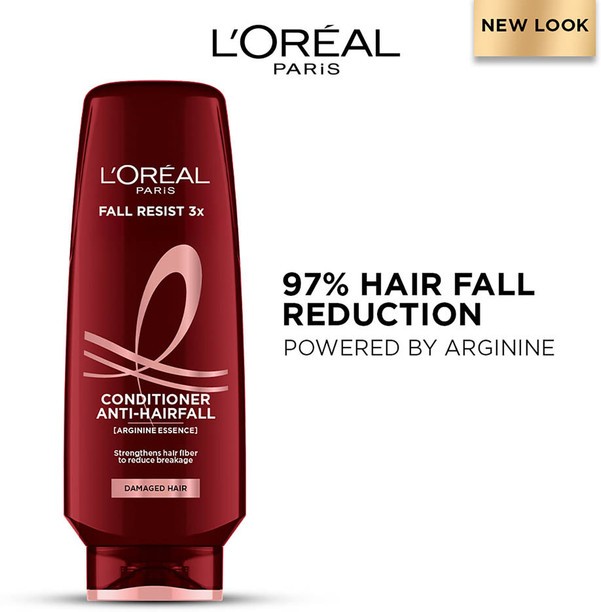 L'ORÉAL
PARiS
NEW LOOK
L'ORÉAL
PARiS
FALL RESIST 3x
CONDITIONER
ANTI-HAIRFALL
[ARGININE ESSENCE]
Strengthens hair fiber
to reduce breakage
DAMAGED HAIR
97% HAIR FALL
REDUCTION
POWERED BY ARGININE